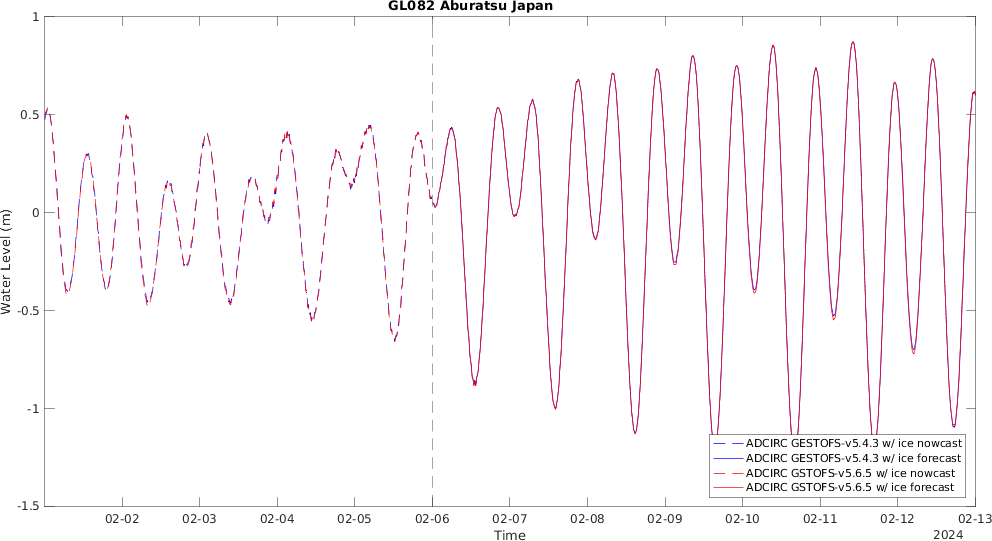 GL082 Aburatsu Japan
1
0.5
0
-0.5
-1
-1.5
Water Level (m)
02-02 02-03 02-04 02-05 02-06 02-07 02-08 02-09 02-10 02-11 02-12 02-13
Time
2024
ADCIRC GESTOFS-v5.4.3 w/ ice nowcast
ADCIRC GESTOFS-v5.4.3 w/ ice forecast
ADCIRC GSTOFS-v5.6.5 w/ ice nowcast
ADCIRC GSTOFS-v5.6.5 w/ ice forecast